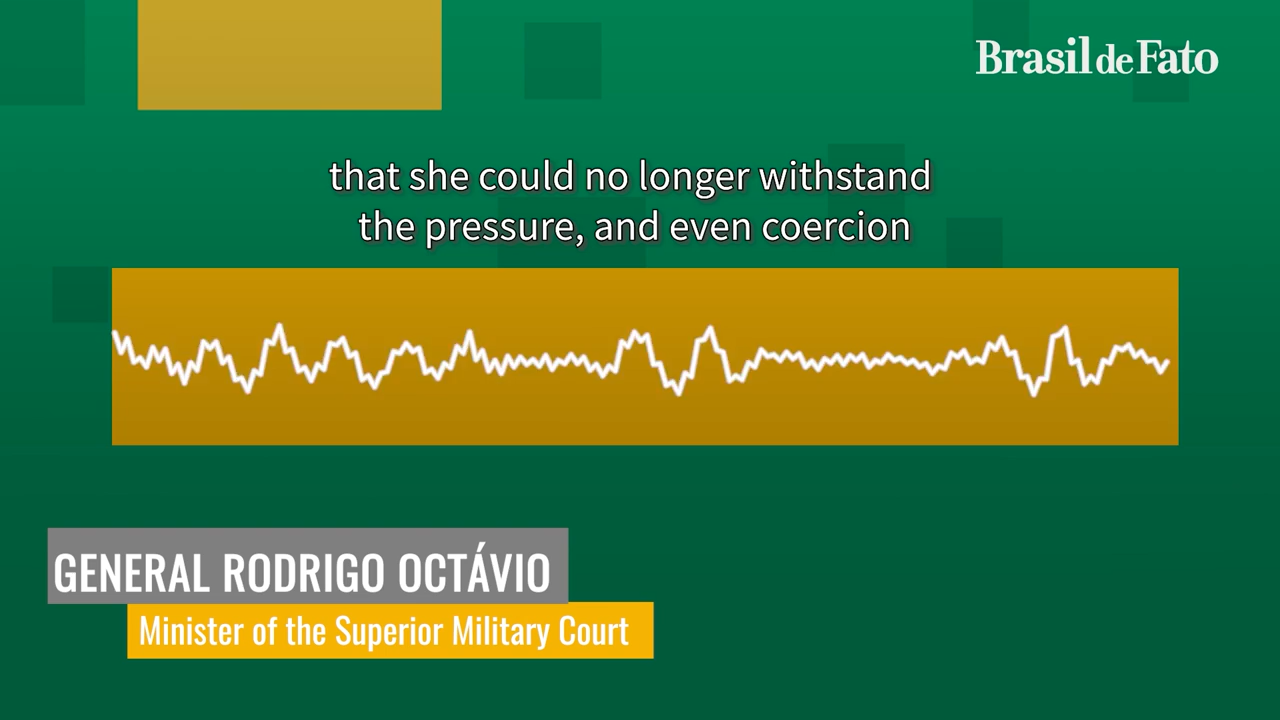 Brasil de Fato
that she could no longer withstand
the pressure, and even coercion
GENERAL RODRIGO OCTÁVIO
Minister of the Superior Military Court